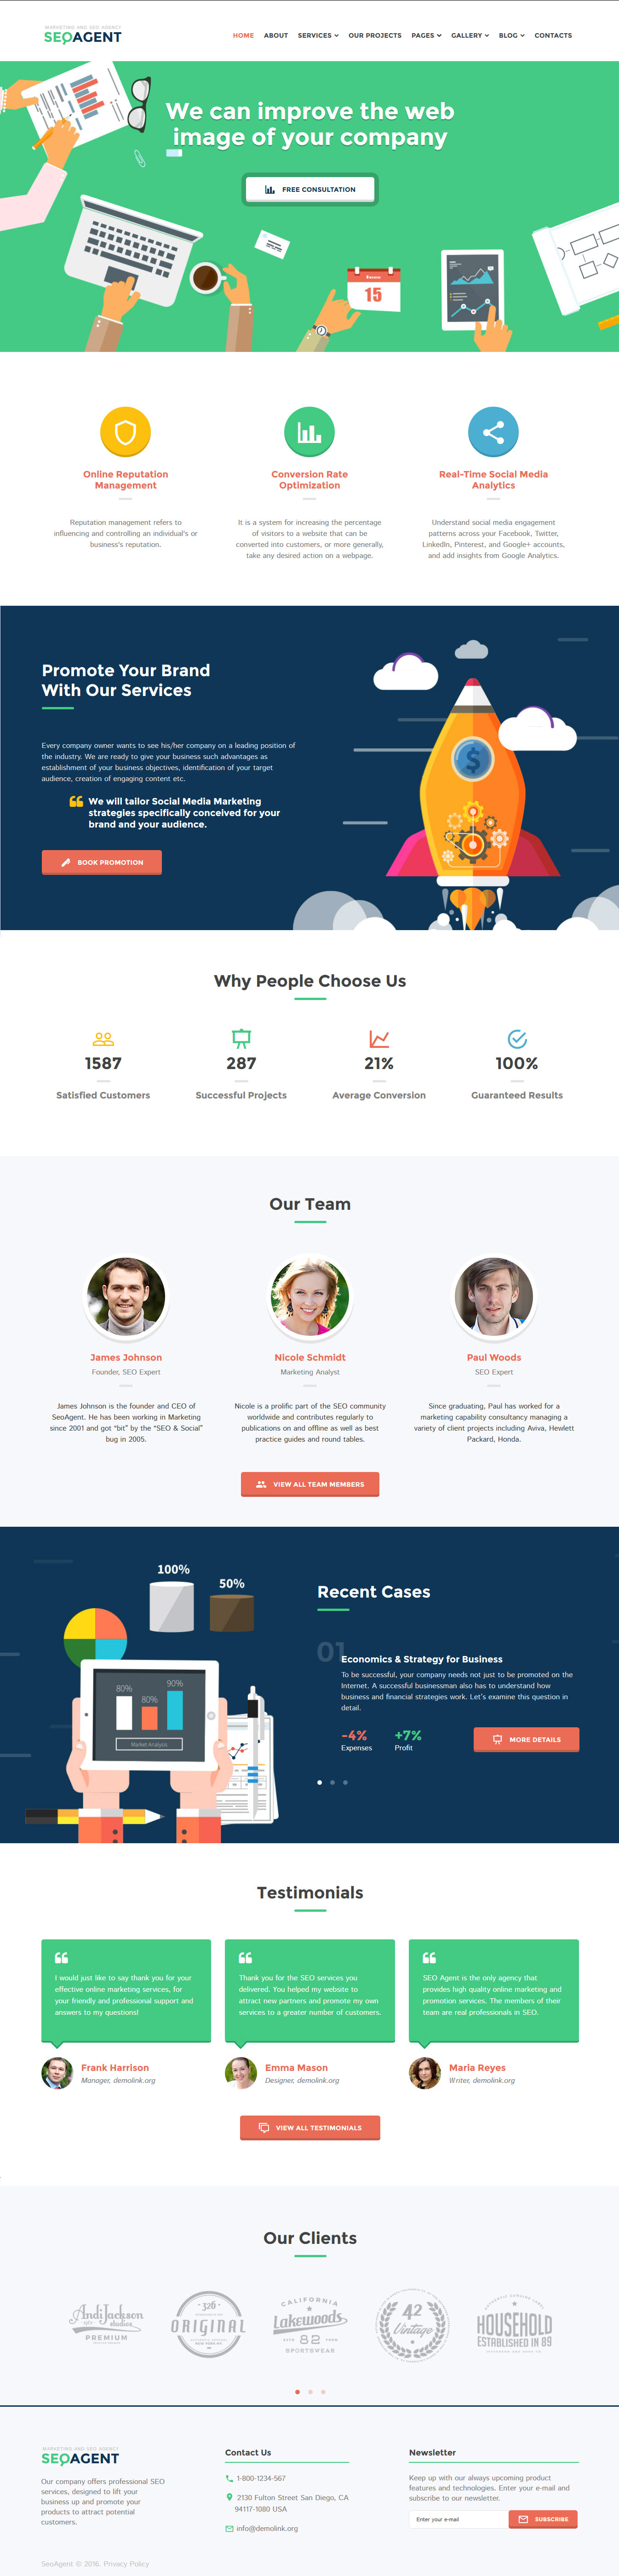 MARKETING AND SEO AGENCY
SEOAGENT
HOME ABOUT SERVICES OUR PROJECTS PAGES GALLERY BLOG CONTACTS
We can improve the web
image of your company
FREE CONSULTATION
15
Online Reputation
Management
Reputation management refers to
influencing and controlling an individual's or
business's reputation.
Conversion Rate
Optimization
It is a system for increasing the percentage
of visitors to a website that can be
converted into customers, or more generally,
take any desired action on a webpage.
Real-Time Social Media
Analytics
Understand social media engagement
patterns across your Facebook, Twitter,
LinkedIn, Pinterest, and Google+ accounts,
and add insights from Google Analytics.
Promote Your Brand
With Our Services
Every company owner wants to see his/her company on a leading position of
the industry. We are ready to give your business such advantages as
establishment of your business objectives, identification of your target
audience, creation of engaging content etc.
We will tailor Social Media Marketing
strategies specifically conceived for your
brand and your audience.
BOOK PROMOTION
$
Why People Choose Us
1587
Satisfied Customers
287
Successful Projects
21%
Average Conversion
100%
Guaranteed Results
Our Team
James Johnson
Founder, SEO Expert
James Johnson is the founder and CEO of
SeoAgent. He has been working in Marketing
since 2001 and got "bit" by the "SEO & Social"
bug in 2005.
Nicole Schmidt
Marketing Analyst
Nicole is a prolific part of the SEO community
worldwide and contributes regularly to
publications on and offline as well as best
practice guides and round tables.
Paul Woods
SEO Expert
Since graduating, Paul has worked for a
marketing capability consultancy managing a
variety of client projects including Aviva, Hewlett
Packard, Honda.
VIEW ALL TEAM MEMBERS
100%
50%
80%
80%
90%
Market Analysis
Recent Cases
01
Economics & Strategy for Business
To be successful, your company needs not just to be promoted on the
Internet. A successful businessman also has to understand how
business and financial strategies work. Let's examine this question in
detail.
-4%
Expenses
+7%
Profit
MORE DETAILS
Testimonials
I would just like to say thank you for your
effective online marketing services, for
your friendly and professional support and
answers to my questions!
Frank Harrison
Manager, demolink.org
Thank you for the SEO services you
delivered. You helped my website to
attract new partners and promote my own
services to a greater number of customers.
Emma Mason
Designer, demolink.org
SEO Agent is the only agency that
provides high quality online marketing and
promotion services. The members of their
team are real professionals in SEO.
Maria Reyes
Writer, demolink.org
VIEW ALL TESTIMONIALS
Our Clients
AndiJackson
studios
PREMIUM
326
ORIGINAL
CALIFORNIA
Lakewoods
82
SPORTSWEAR
42
Vintage
HOUSEHOLD
ESTABLISHED IN 89
MARKETING AND SEO AGENCY
SEOAGENT
Our company offers professional SEO
services, designed to lift your
business up and promote your
products to attract potential
customers.
SeoAgent © 2016. Privacy Policy
Contact Us
1-800-1234-567
2130 Fulton Street San Diego, CA
94117-1080 USA
info@demolink.org
Newsletter
Keep up with our always upcoming product
features and technologies. Enter your e-mail and
subscribe to our newsletter.
Enter your e-mail
SUBSCRIBE